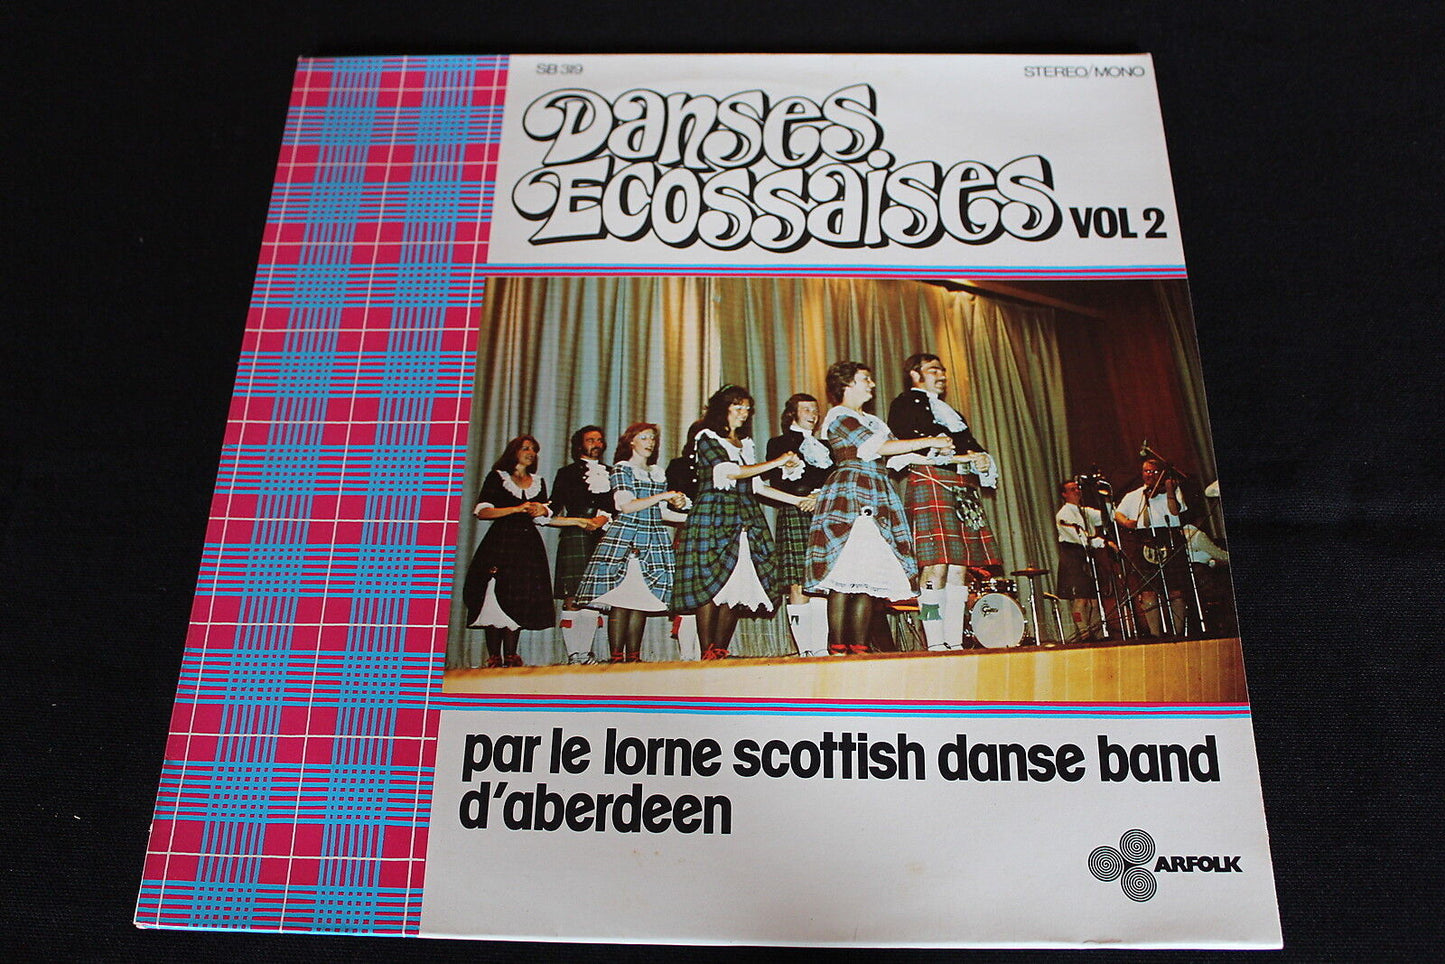 SB 319
STEREO/MONO
Danses
Ecossaises VOL 2
par le lorne scottish danse band
d'aberdeen
ARFOLK